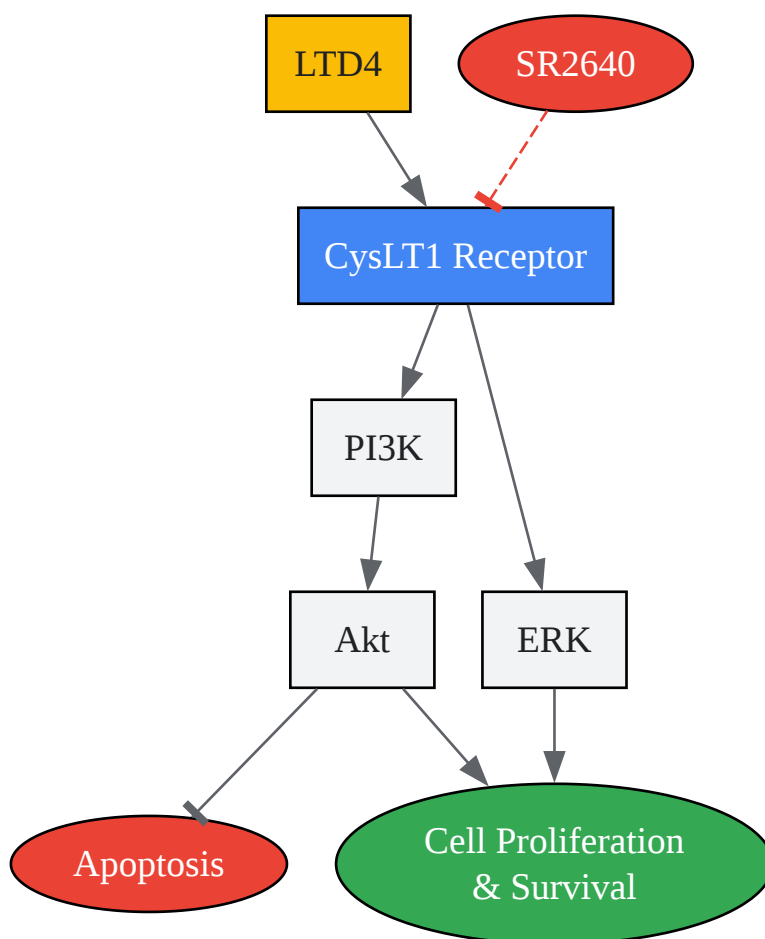 LTD4
SR2640
CysLT1 Receptor
PI3K
Akt
ERK
Apoptosis
Cell Proliferation
& Survival